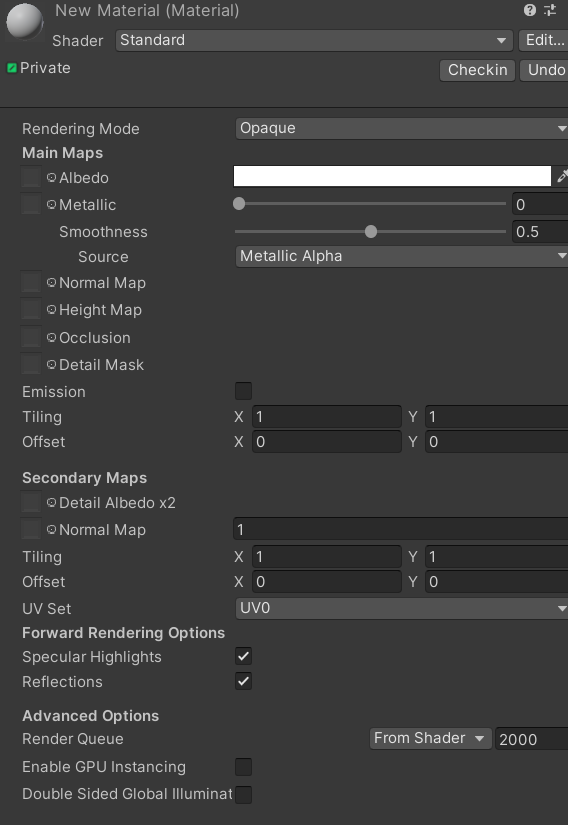 New Material (Material)
Shader Standard Edit...
Private
Checkin Undo
Rendering Mode Opaque
Main Maps
Albedo
Metallic 0
Smoothness 0.5
Source Metallic Alpha
Normal Map
Height Map
Occlusion
Detail Mask
Emission
Tiling X 1 Y 1
Offset X 0 Y 0
Secondary Maps
Detail Albedo x2
Normal Map 1
Tiling X 1 Y 1
Offset X 0 Y 0
UV Set UV0
Forward Rendering Options
Specular Highlights
Reflections
Advanced Options
Render Queue From Shader 2000
Enable GPU Instancing
Double Sided Global Illuminat